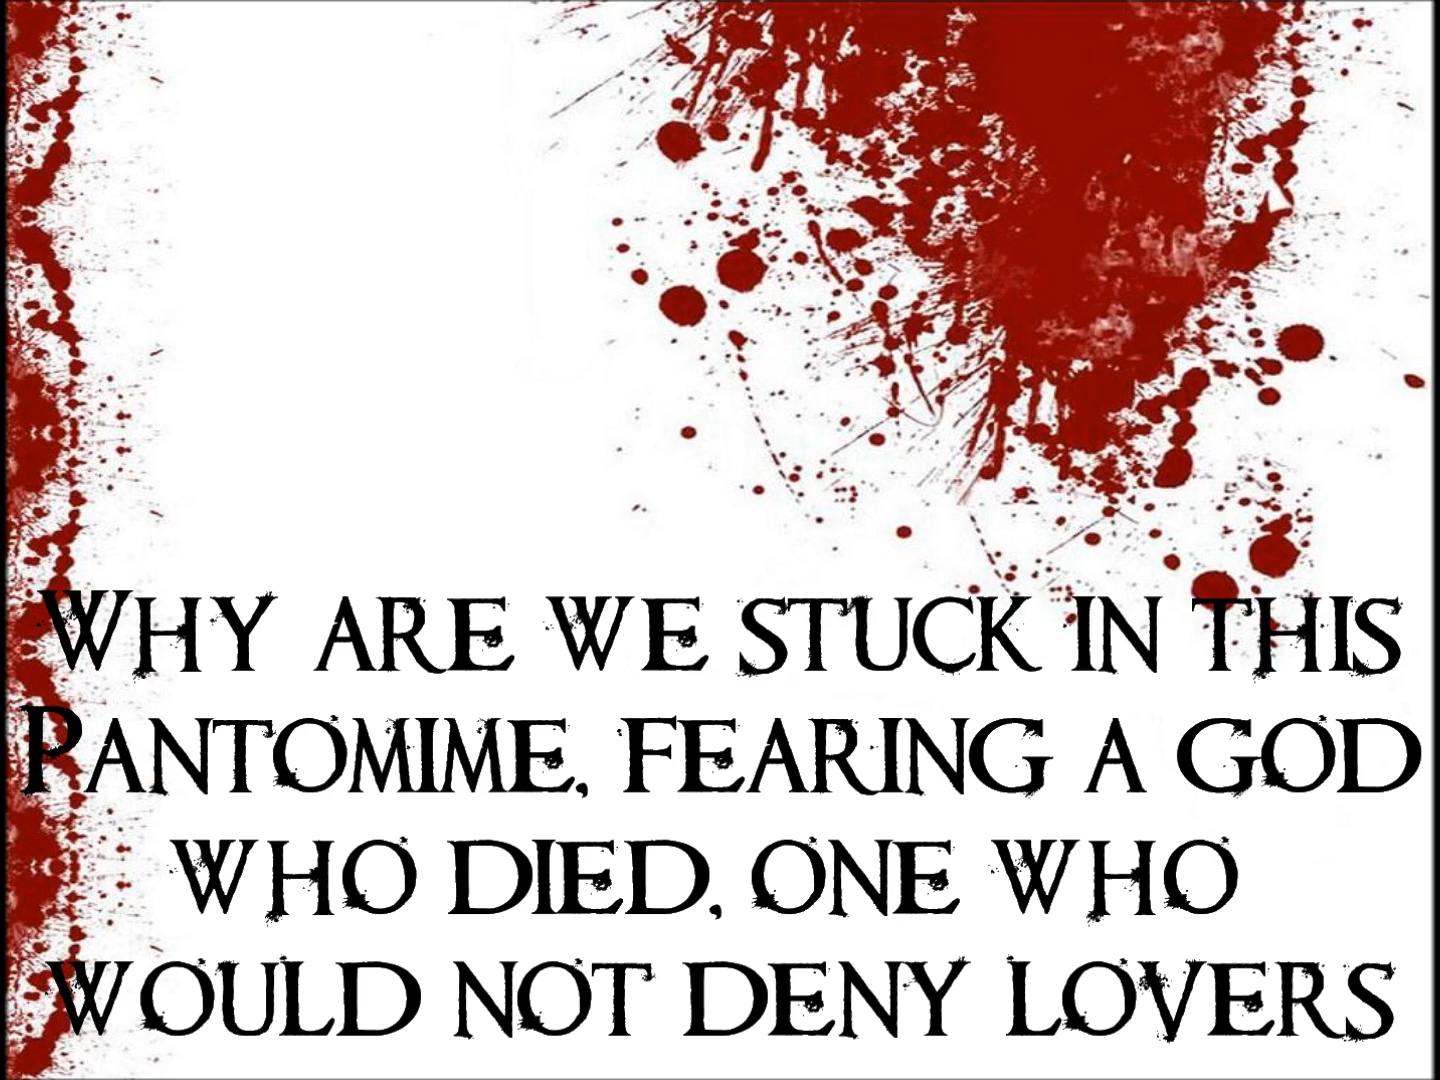 Why are we stuck in this
Pantomime, fearing a god
who died, one who
would not deny lovers